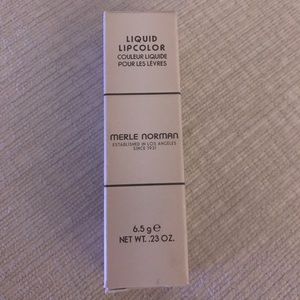 LIQUID
LIPCOLOR
COULEUR LIQUIDE
POUR LES LÈVRES
MERLE NORMAN
ESTABLISHED IN LOS ANGELES
SINCE 1931
6.5 g ℮
NET WT. .23 OZ.